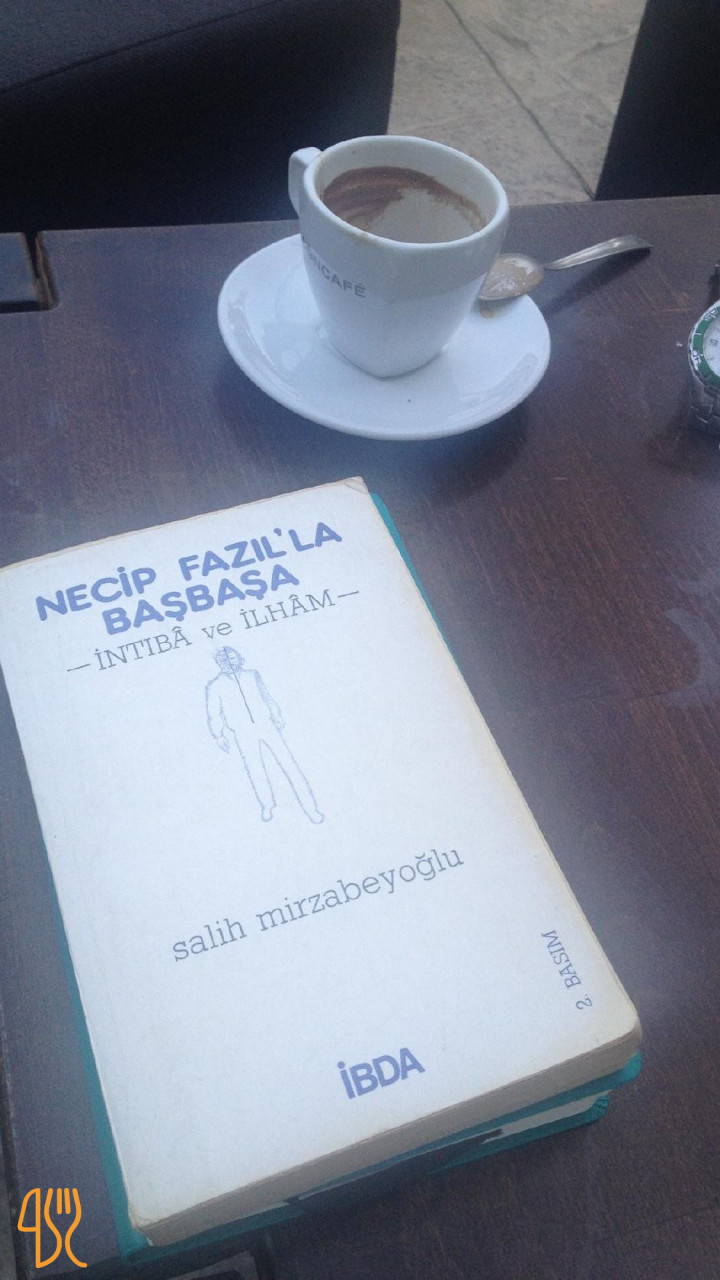 NECİP FAZIL'LA
BAŞBAŞA
—İNTIBÂ ve İLHÂM—
salih mirzabeyoğlu
2. BASIM
İBDA